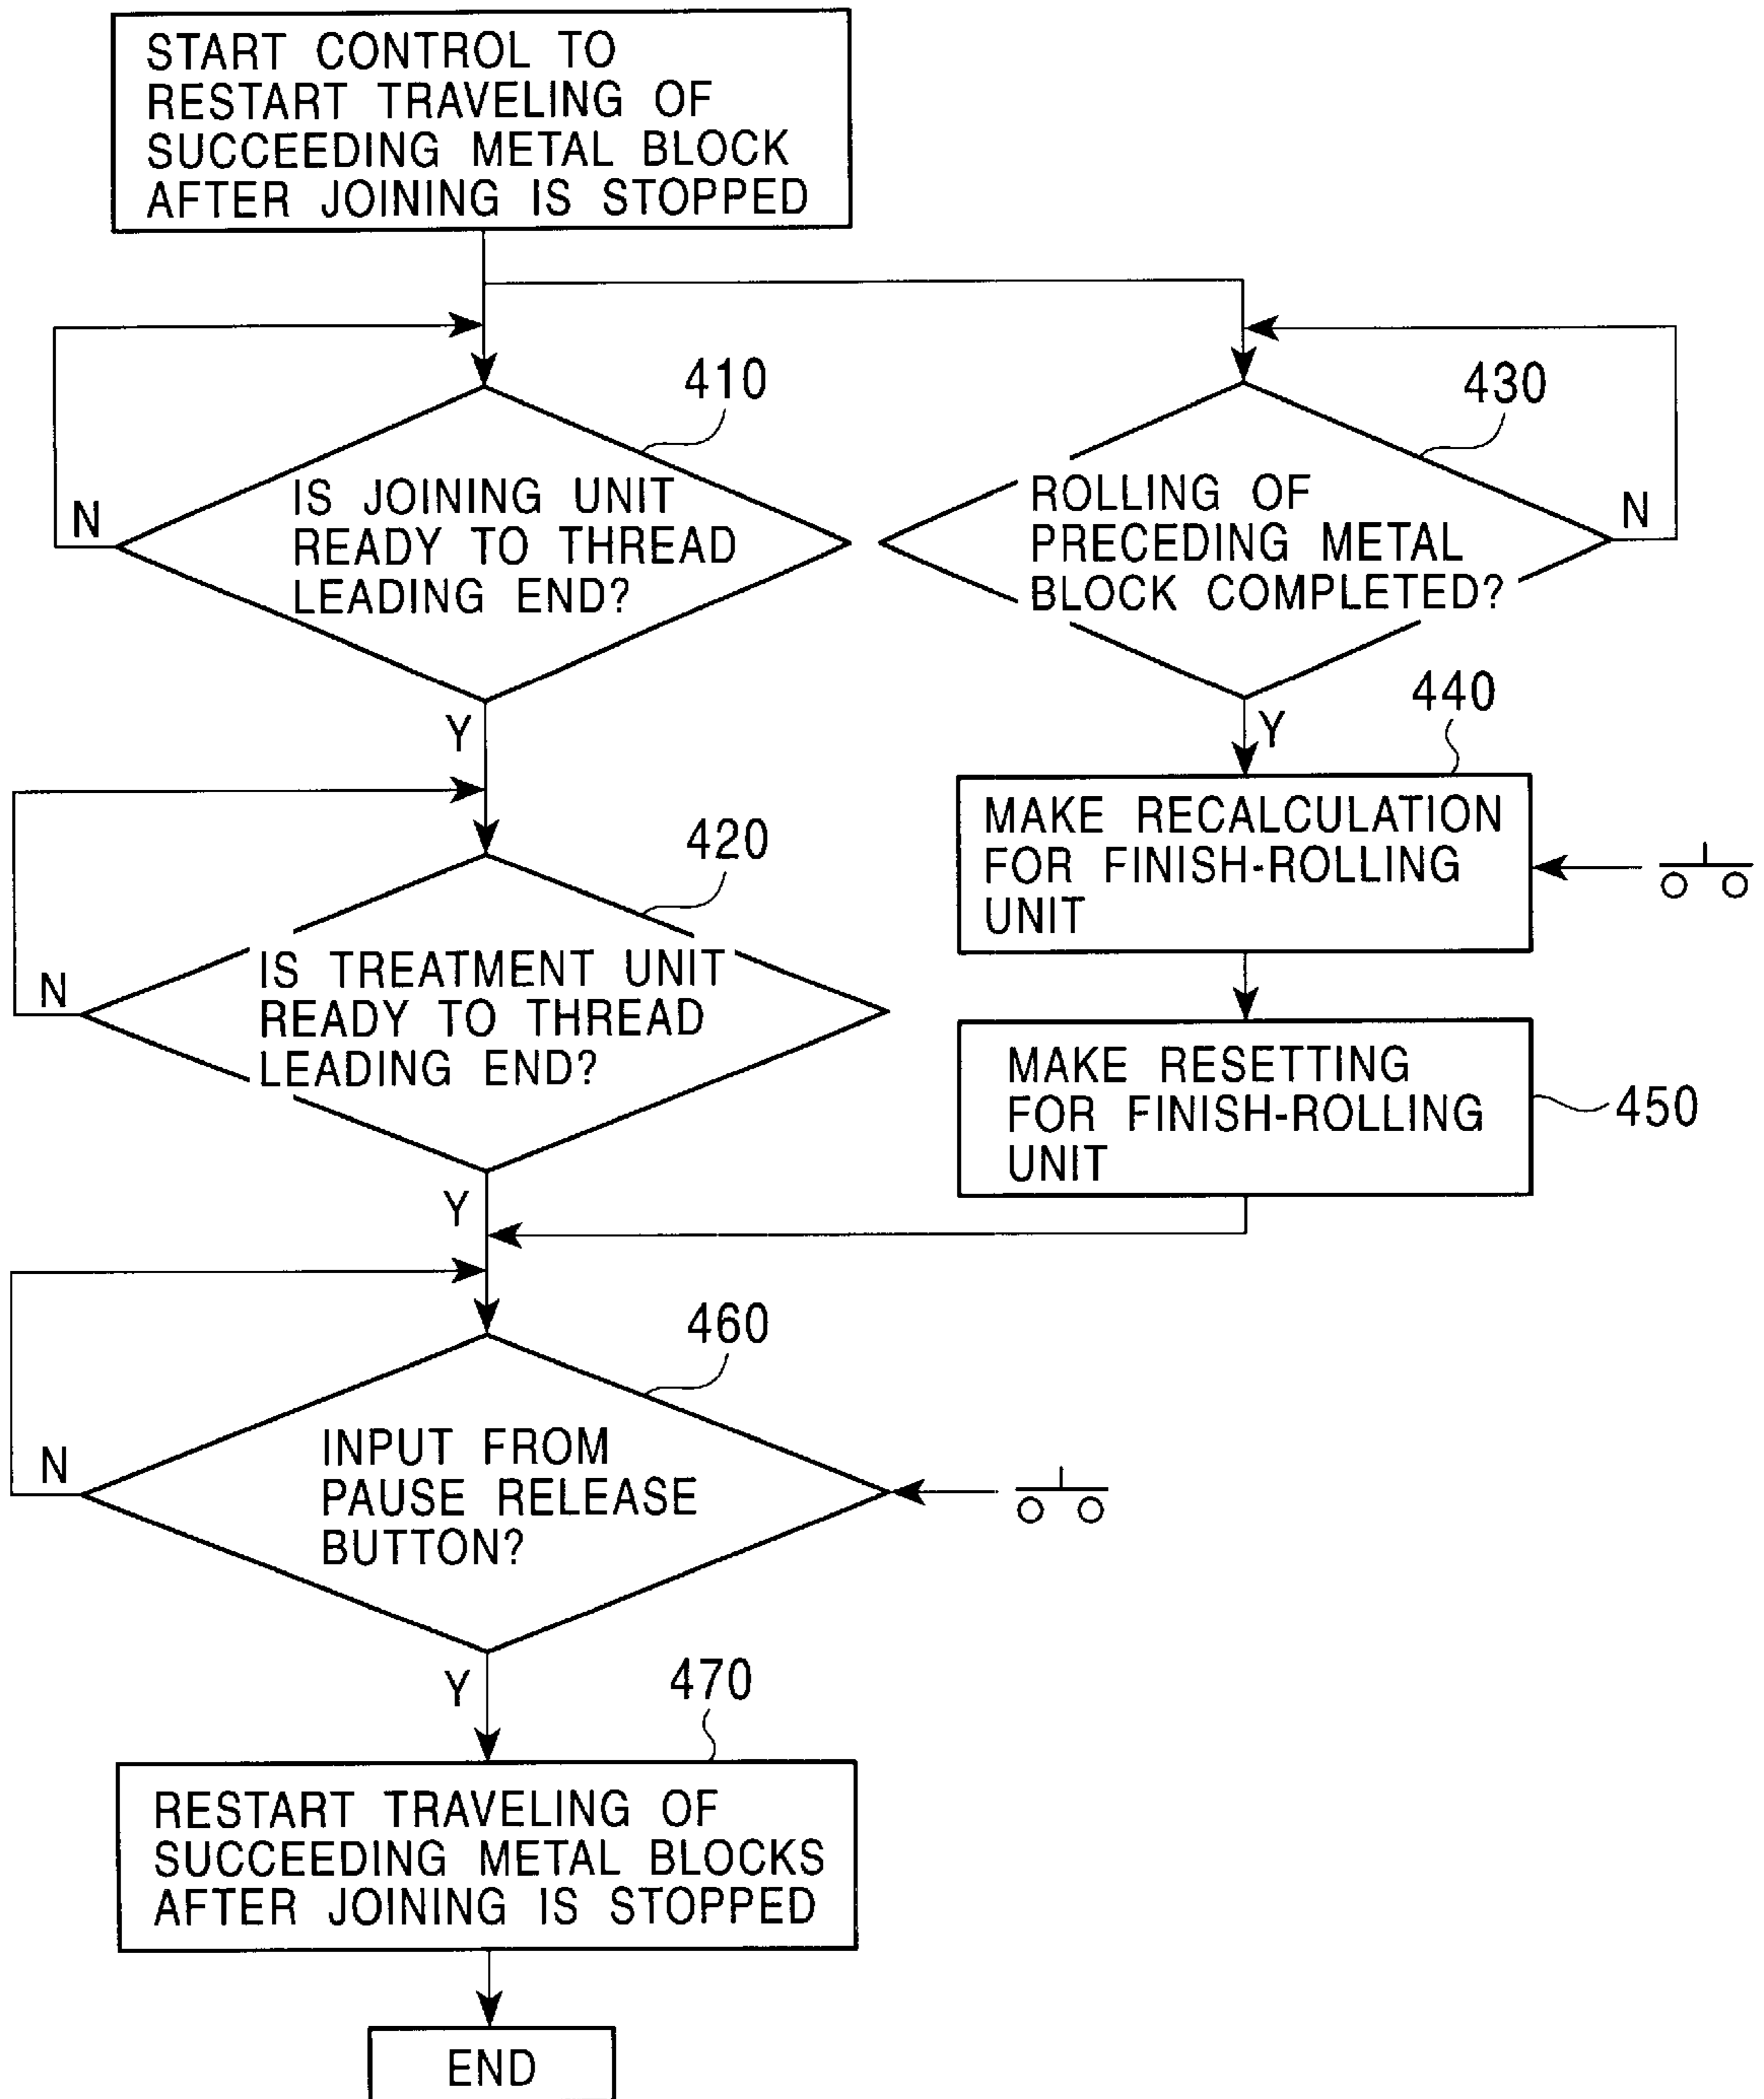 START CONTROL TO
RESTART TRAVELING OF
SUCCEEDING METAL BLOCK
AFTER JOINING IS STOPPED
410
IS JOINING UNIT
READY TO THREAD
LEADING END?
N
Y
430
ROLLING OF
PRECEDING METAL
BLOCK COMPLETED?
N
Y
440
MAKE RECALCULATION
FOR FINISH-ROLLING
UNIT
420
IS TREATMENT UNIT
READY TO THREAD
LEADING END?
N
Y
MAKE RESETTING
FOR FINISH-ROLLING
UNIT
450
460
INPUT FROM
PAUSE RELEASE
BUTTON?
N
Y
470
RESTART TRAVELING OF
SUCCEEDING METAL BLOCKS
AFTER JOINING IS STOPPED
END